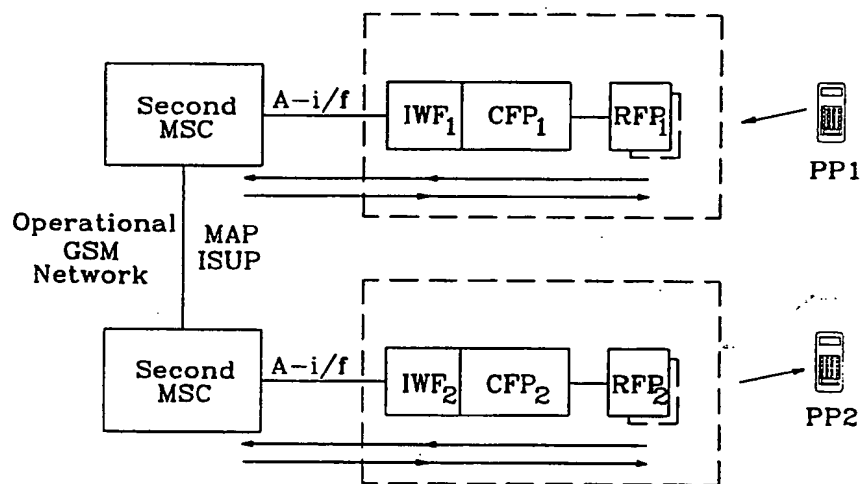 Second
MSC
A-i/f
IWF1
CFP1
RFP1
PP1
Operational
GSM
Network
MAP
ISUP
Second
MSC
A-i/f
IWF2
CFP2
RFP2
PP2